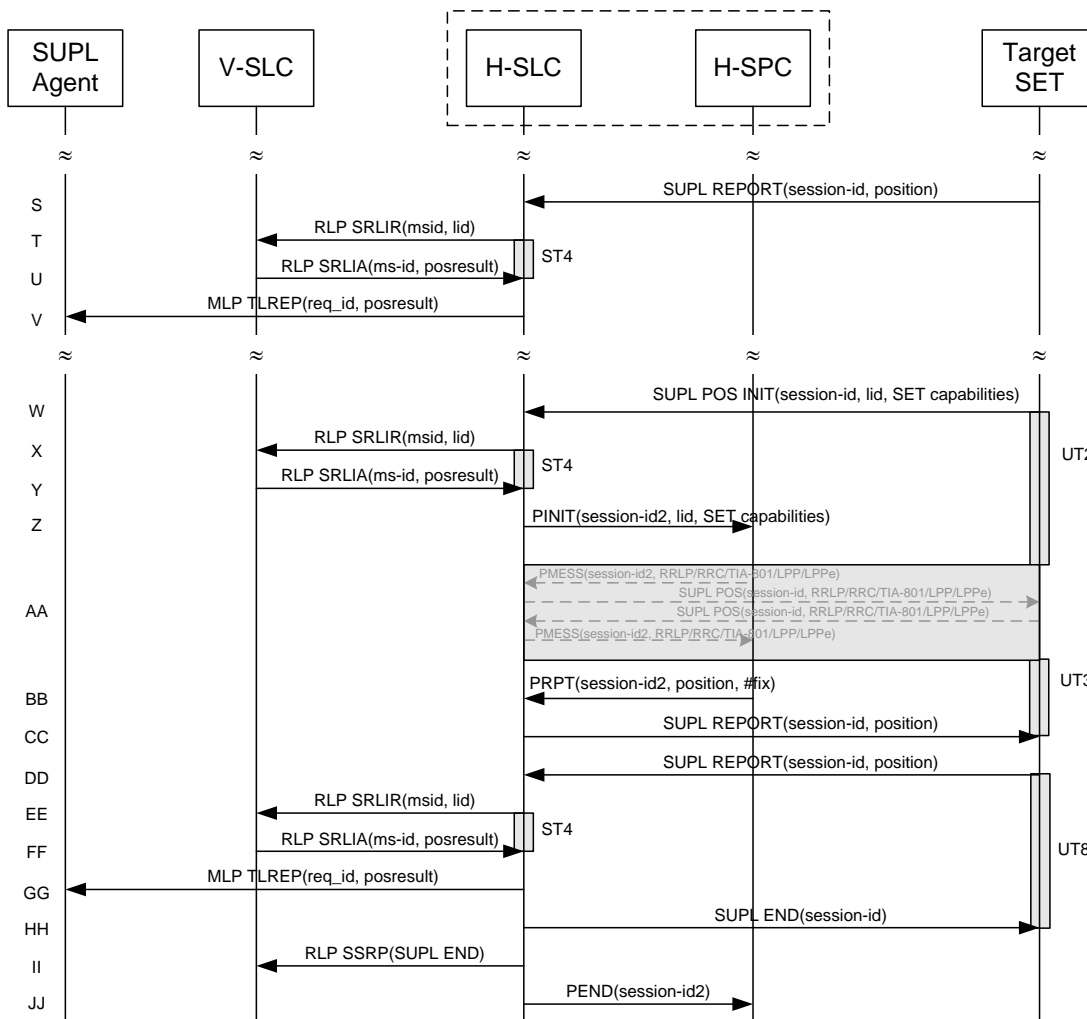 SUPL
Agent
V-SLC
H-SLC
H-SPC
Target
SET
≈ ≈ ≈ ≈
S
SUPL REPORT(session-id, position)
T
RLP SRLIR(msid, lid)
ST4
U
RLP SRLIA(ms-id, posresult)
V
MLP TLREP(req_id, posresult)
≈ ≈ ≈ ≈
W
SUPL POS INIT(session-id, lid, SET capabilities)
X
RLP SRLIR(msid, lid)
ST4
UT2
Y
RLP SRLIA(ms-id, posresult)
Z
PINIT(session-id2, lid, SET capabilities)
AA
PMESS(session-id2, RRLP/RRC/TIA-801/LPP/LPPe)
SUPL POS(session-id, RRLP/RRC/TIA-801/LPP/LPPe)
SUPL POS(session-id, RRLP/RRC/TIA-801/LPP/LPPe)
PMESS(session-id2, RRLP/RRC/TIA-801/LPP/LPPe)
UT3
BB
PRPT(session-id2, position, #fix)
CC
SUPL REPORT(session-id, position)
DD
SUPL REPORT(session-id, position)
EE
RLP SRLIR(msid, lid)
ST4
FF
RLP SRLIA(ms-id, posresult)
UT8
GG
MLP TLREP(req_id, posresult)
HH
SUPL END(session-id)
II
RLP SSRP(SUPL END)
JJ
PEND(session-id2)